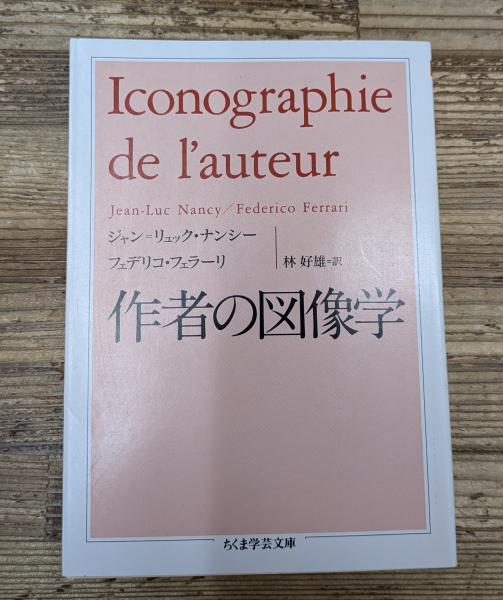 Iconographie
de l'auteur
Jean-Luc Nancy/Federico Ferrari
ジャン=リュック・ナンシー
フェデリコ・フェラーリ
林 好雄=訳
作者の図像学
ちくま学芸文庫